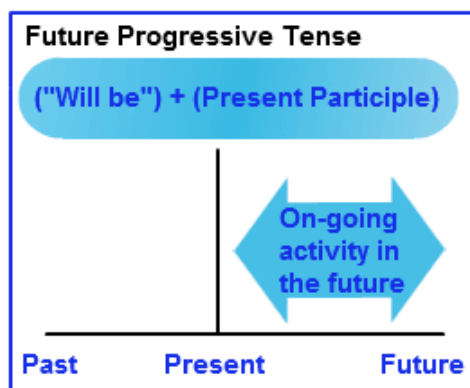 Future Progressive Tense
("Will be") + (Present Participle)
On-going
activity in
the future
Past Present Future